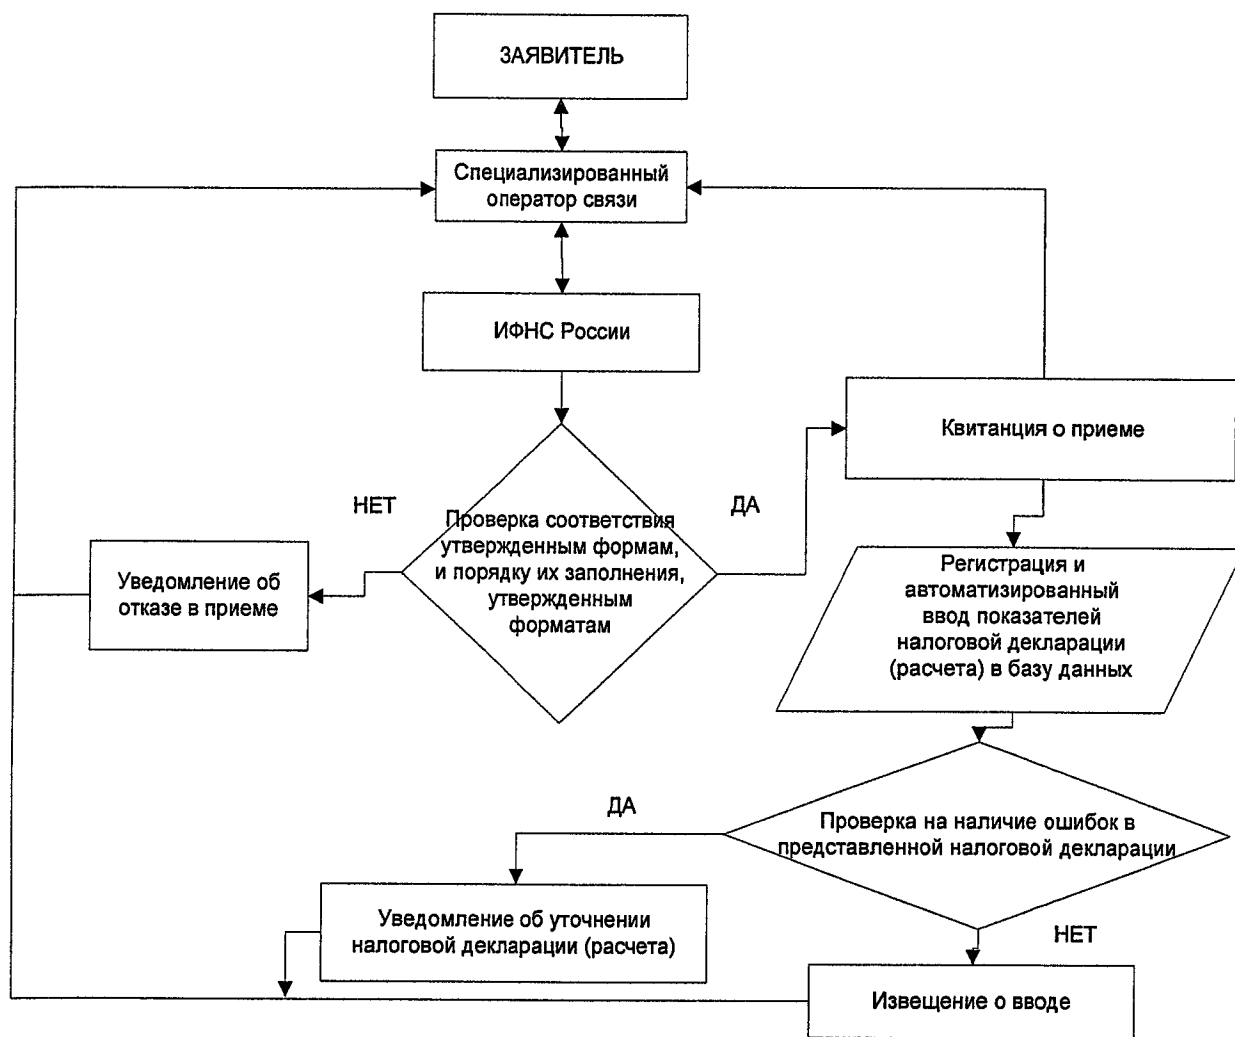 ЗАЯВИТЕЛЬ
Специализированный
оператор связи
ИФНС России
Квитанция о приеме
НЕТ
ДА
Проверка соответствия
утвержденным формам,
и порядку их заполнения,
утвержденным
форматам
Уведомление об
отказе в приеме
Регистрация и
автоматизированный
ввод показателей
налоговой декларации
(расчета) в базу данных
ДА
Проверка на наличие ошибок в
представленной налоговой декларации
Уведомление об уточнении
налоговой декларации (расчета)
НЕТ
Извещение о вводе